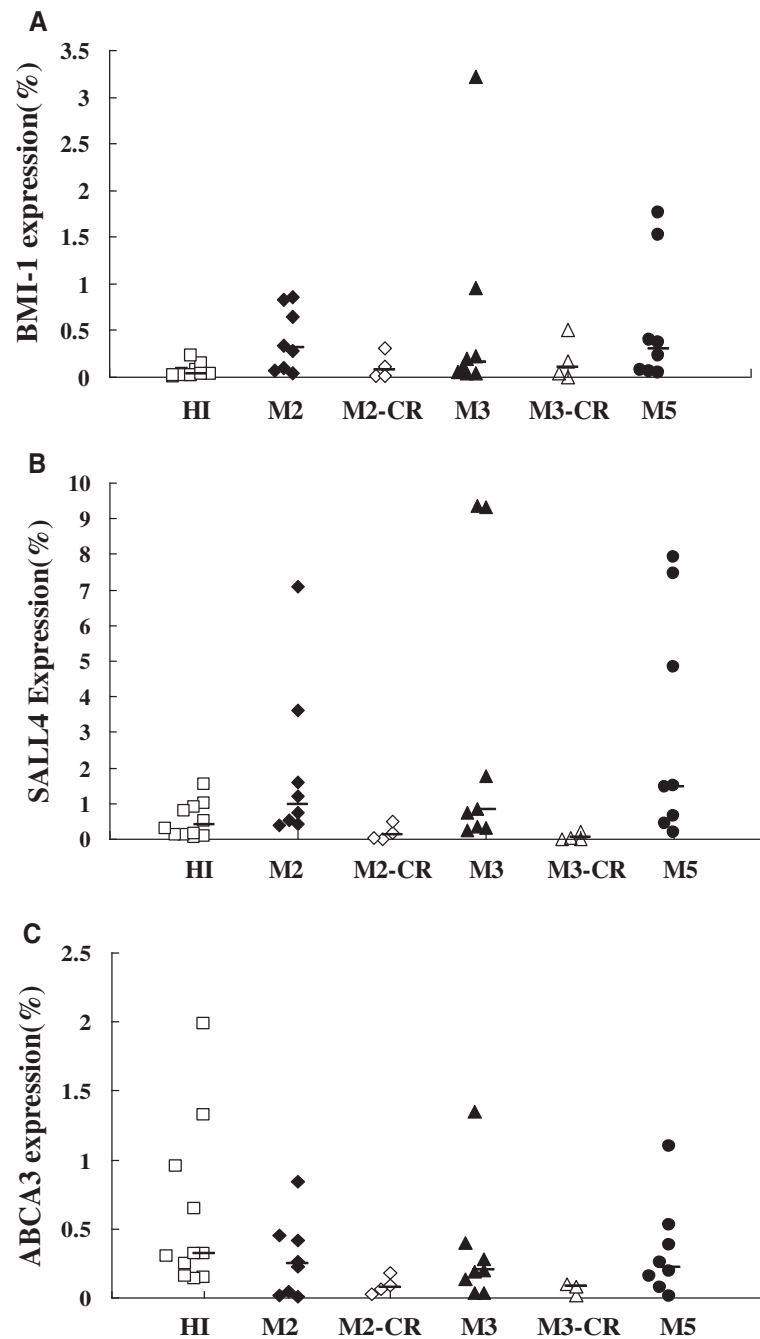 A
BMI-1 expression(%)
3.5
3
2.5
2
1.5
1
0.5
0
HI M2 M2-CR M3 M3-CR M5
B
SALL4 Expression(%)
10
9
8
7
6
5
4
3
2
1
0
HI M2 M2-CR M3 M3-CR M5
C
ABCA3 expression(%)
2.5
2
1.5
1
0.5
0
HI M2 M2-CR M3 M3-CR M5